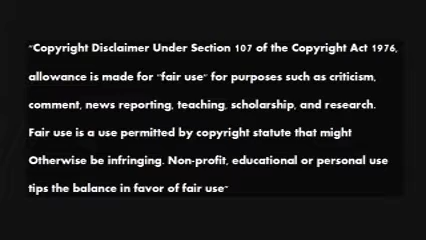 "Copyright Disclaimer Under Section 107 of the Copyright Act 1976,
allowance is made for "fair use" for purposes such as criticism,
comment, news reporting, teaching, scholarship, and research.
Fair use is a use permitted by copyright statute that might
Otherwise be infringing. Non-profit, educational or personal use
tips the balance in favor of fair use"